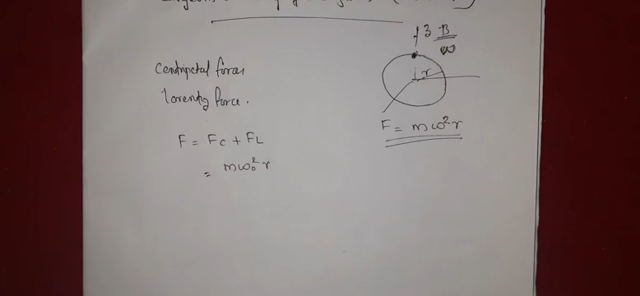 Centripetal force,
lorentz force.
F = Fc + FL
= mω₀²r
B
ω
r
F = mω²r